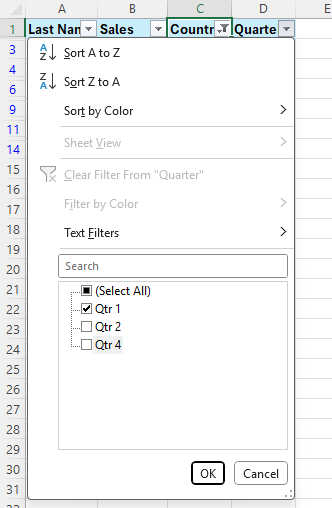 A B C D E
1 Last Nan Sales Countr Quarte
3
4
6
9
11
14
15
16
17
18
19
20
21
22
23
24
25
26
27
28
29
30
31
Sort A to Z
Sort Z to A
Sort by Color
Sheet View
Clear Filter From "Quarter"
Filter by Color
Text Filters
Search
(Select All)
Qtr 1
Qtr 2
Qtr 4
OK Cancel